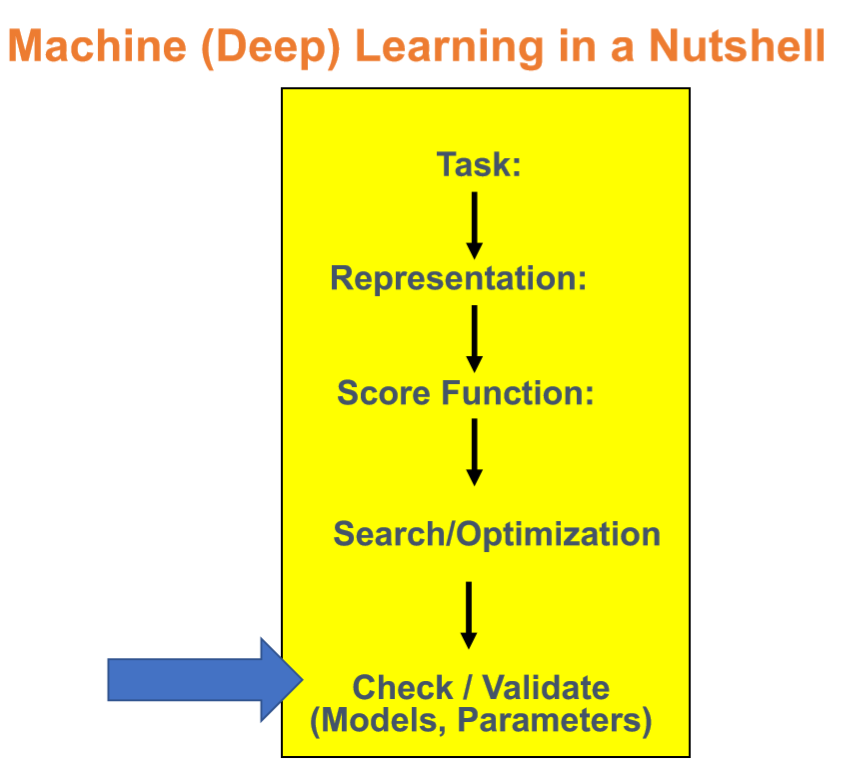 Machine (Deep) Learning in a Nutshell
Task:
Representation:
Score Function:
Search/Optimization
Check / Validate
(Models, Parameters)